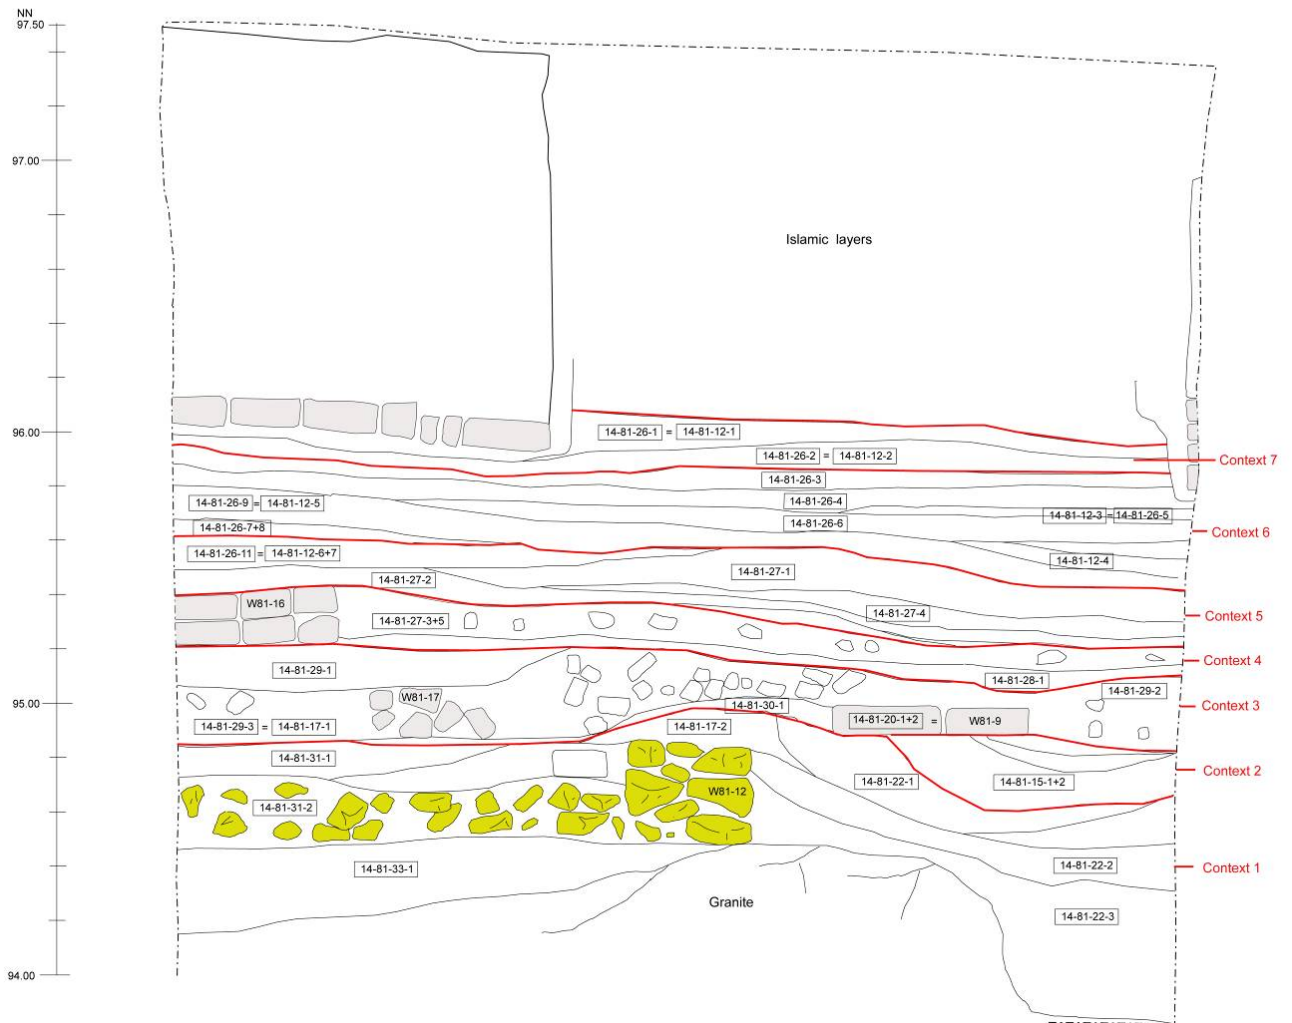 NN
97.50
97.00
Islamic layers
96.00
14-81-26-1 = 14-81-12-1
14-81-26-2 = 14-81-12-2
Context 7
14-81-26-3
14-81-26-9 = 14-81-12-5
14-81-26-4
14-81-12-3 = 14-81-26-5
14-81-26-7+8
14-81-26-6
Context 6
14-81-26-11 = 14-81-12-6+7
14-81-12-4
14-81-27-2
14-81-27-1
W81-16
14-81-27-3+5
14-81-27-4
Context 5
Context 4
14-81-29-1
14-81-28-1
14-81-29-2
95.00
W81-17
14-81-30-1
Context 3
14-81-29-3 = 14-81-17-1
14-81-17-2
14-81-20-1+2 = W81-9
14-81-31-1
Context 2
14-81-22-1
14-81-15-1+2
W81-12
14-81-31-2
14-81-33-1
14-81-22-2
Context 1
Granite
14-81-22-3
94.00